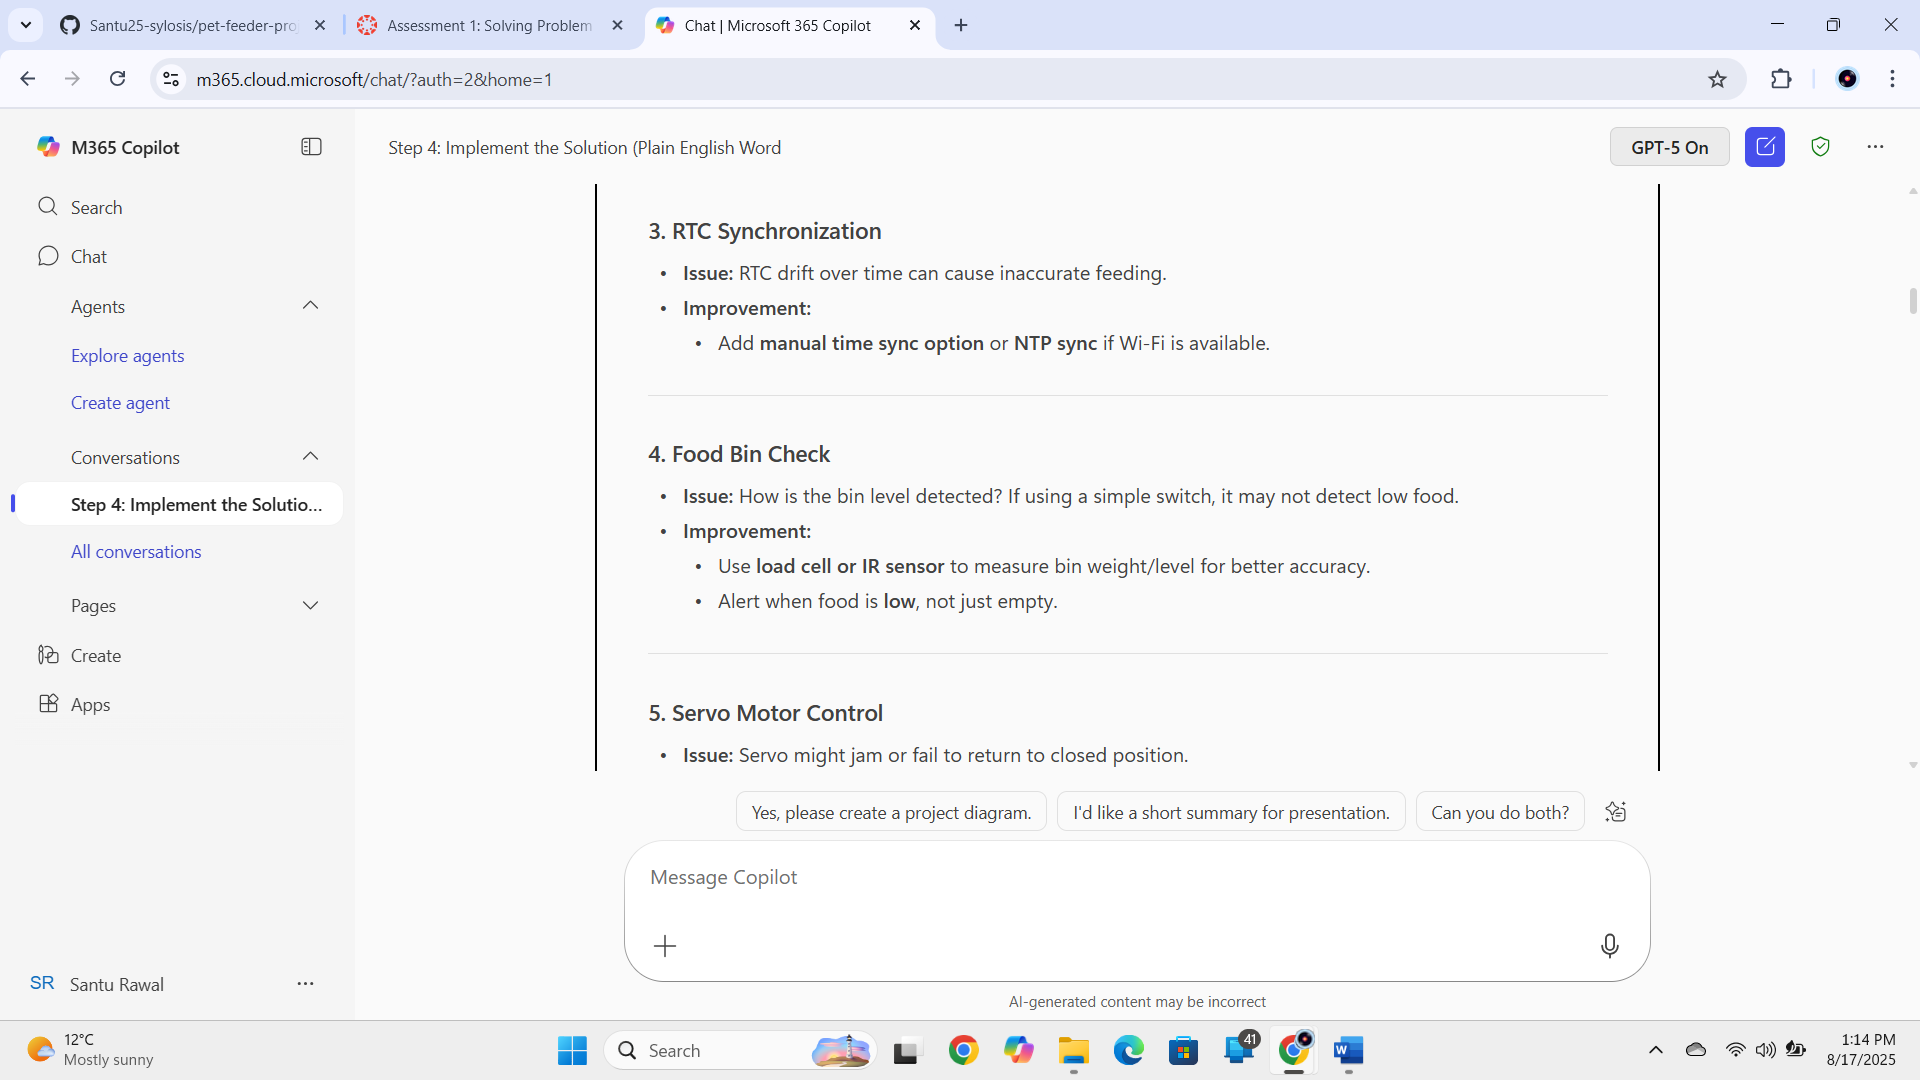 Santu25-sylosis/pet-feeder-pro
Assessment 1: Solving Problem
Chat | Microsoft 365 Copilot
m365.cloud.microsoft/chat/?auth=2&home=1
M365 Copilot
Step 4: Implement the Solution (Plain English Word
GPT-5 On
Search
Chat
Agents
Explore agents
Create agent
Conversations
Step 4: Implement the Solutio...
All conversations
Pages
Create
Apps
SR Santu Rawal
3. RTC Synchronization
• Issue: RTC drift over time can cause inaccurate feeding.
• Improvement:
• Add manual time sync option or NTP sync if Wi-Fi is available.
4. Food Bin Check
• Issue: How is the bin level detected? If using a simple switch, it may not detect low food.
• Improvement:
• Use load cell or IR sensor to measure bin weight/level for better accuracy.
• Alert when food is low, not just empty.
5. Servo Motor Control
• Issue: Servo might jam or fail to return to closed position.
Yes, please create a project diagram.
I'd like a short summary for presentation.
Can you do both?
Message Copilot
AI-generated content may be incorrect
12°C
Mostly sunny
Search
41
1:14 PM
8/17/2025